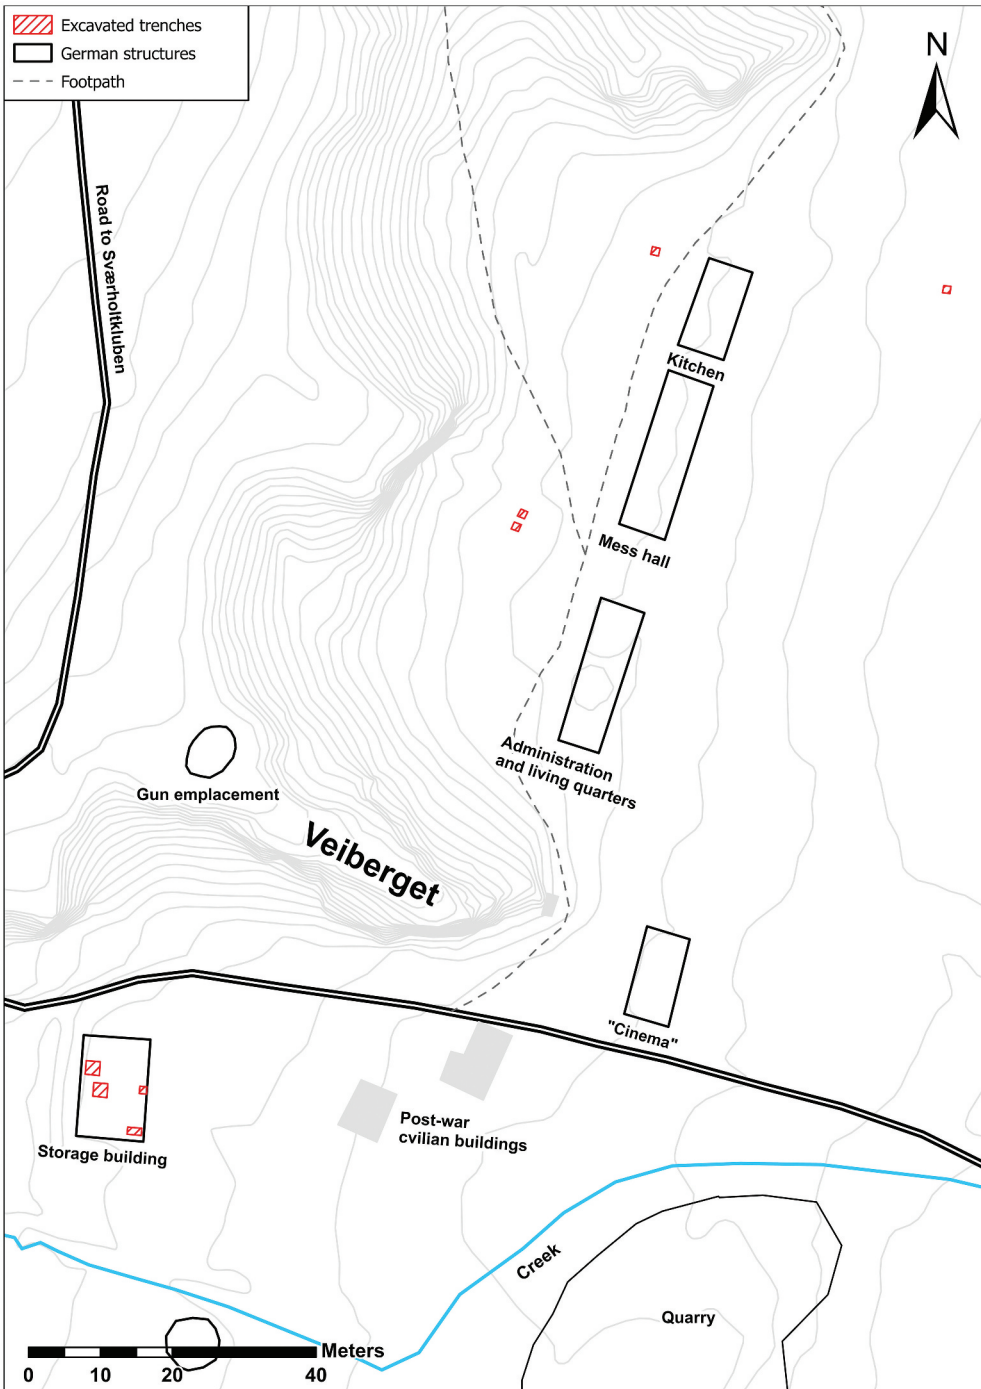 Excavated trenches
German structures
Footpath
N
Road to Sværholtkluben
Kitchen
Mess hall
Administration
and living quarters
Gun emplacement
Veiberget
"Cinema"
Post-war
cvilian buildings
Storage building
Creek
Quarry
Meters
0 10 20 40